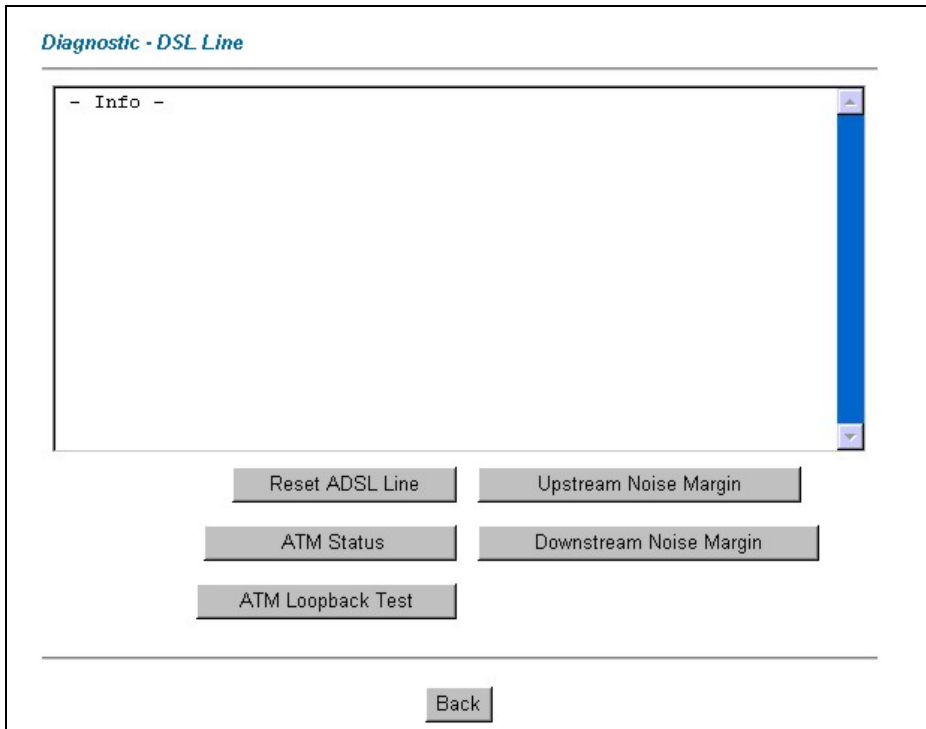 Diagnostic - DSL Line
- Info -
Reset ADSL Line
Upstream Noise Margin
ATM Status
Downstream Noise Margin
ATM Loopback Test
Back